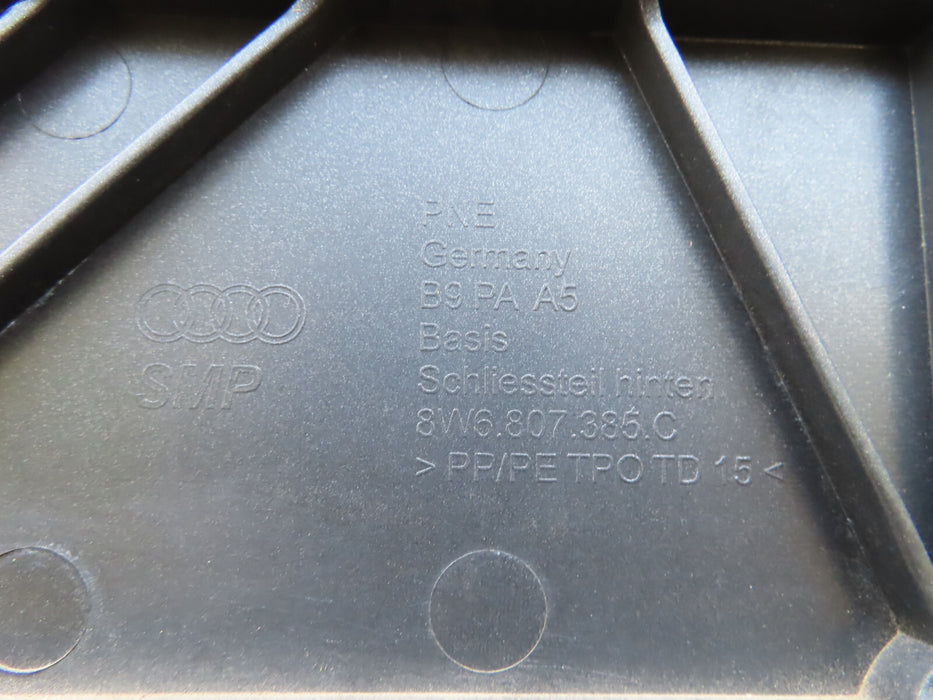 SMP
PNE
Germany
B9 PA A5
Basis
Schliessteil hinten
8W6.807.385.C
> PP/PE TPO TD 15 <